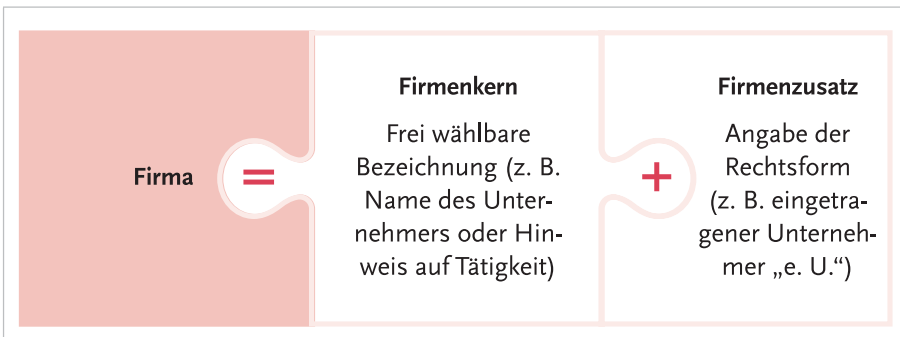 Firma
=
Firmenkern
Frei wählbare
Bezeichnung (z. B.
Name des Unter-
nehmers oder Hin-
weis auf Tätigkeit)
+
Firmenzusatz
Angabe der
Rechtsform
(z. B. eingetra-
gener Unterneh-
mer „e. U.“)